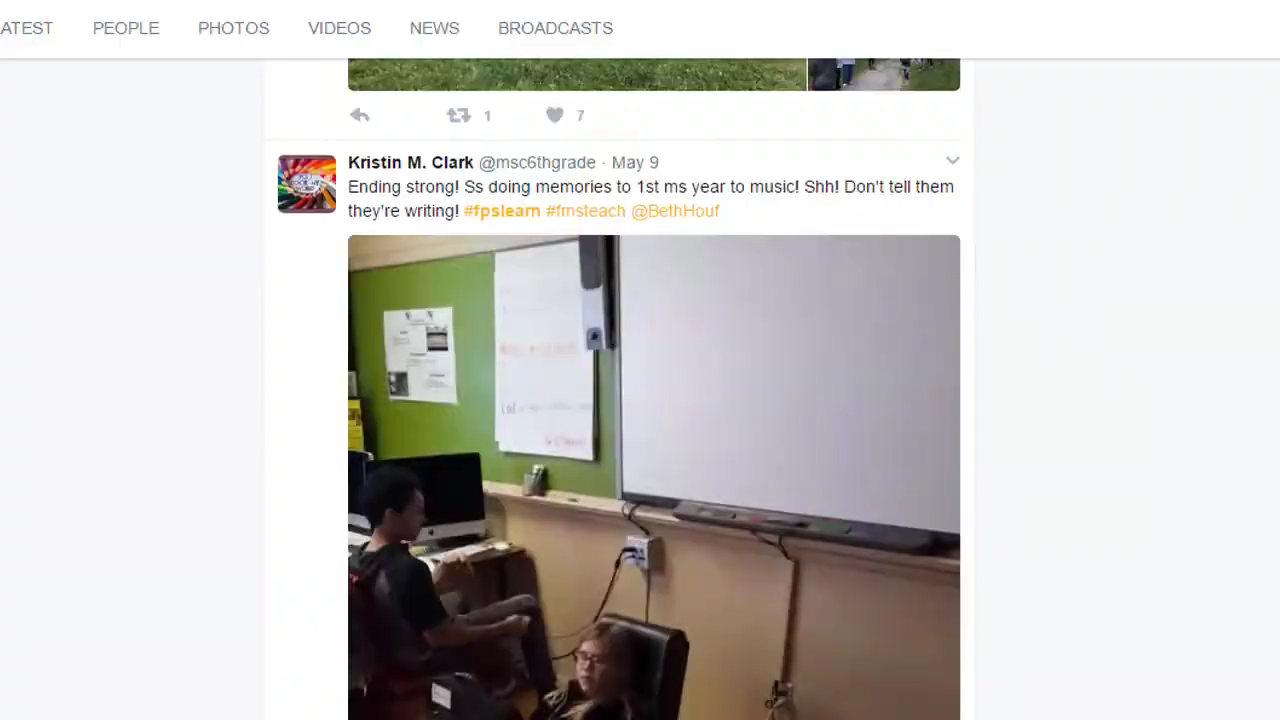 ATEST PEOPLE PHOTOS VIDEOS NEWS BROADCASTS
1 7
Kristin M. Clark @msc6thgrade · May 9
Ending strong! Ss doing memories to 1st ms year to music! Shh! Don't tell them
they're writing! #fpslearn #fmsteach @BethHouf